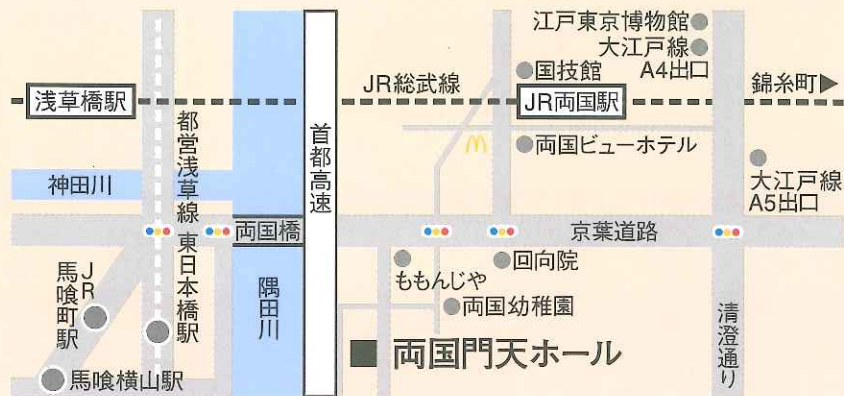 江戸東京博物館
大江戸線
A4出口
国技館
JR総武線
錦糸町
浅草橋駅
JR両国駅
都営浅草線
東日本橋駅
首都高速
両国ビューホテル
神田川
大江戸線
A5出口
両国橋
京葉道路
ももんじや
回向院
JR
馬喰町駅
隅田川
両国幼稚園
清澄通り
両国門天ホール
馬喰横山駅